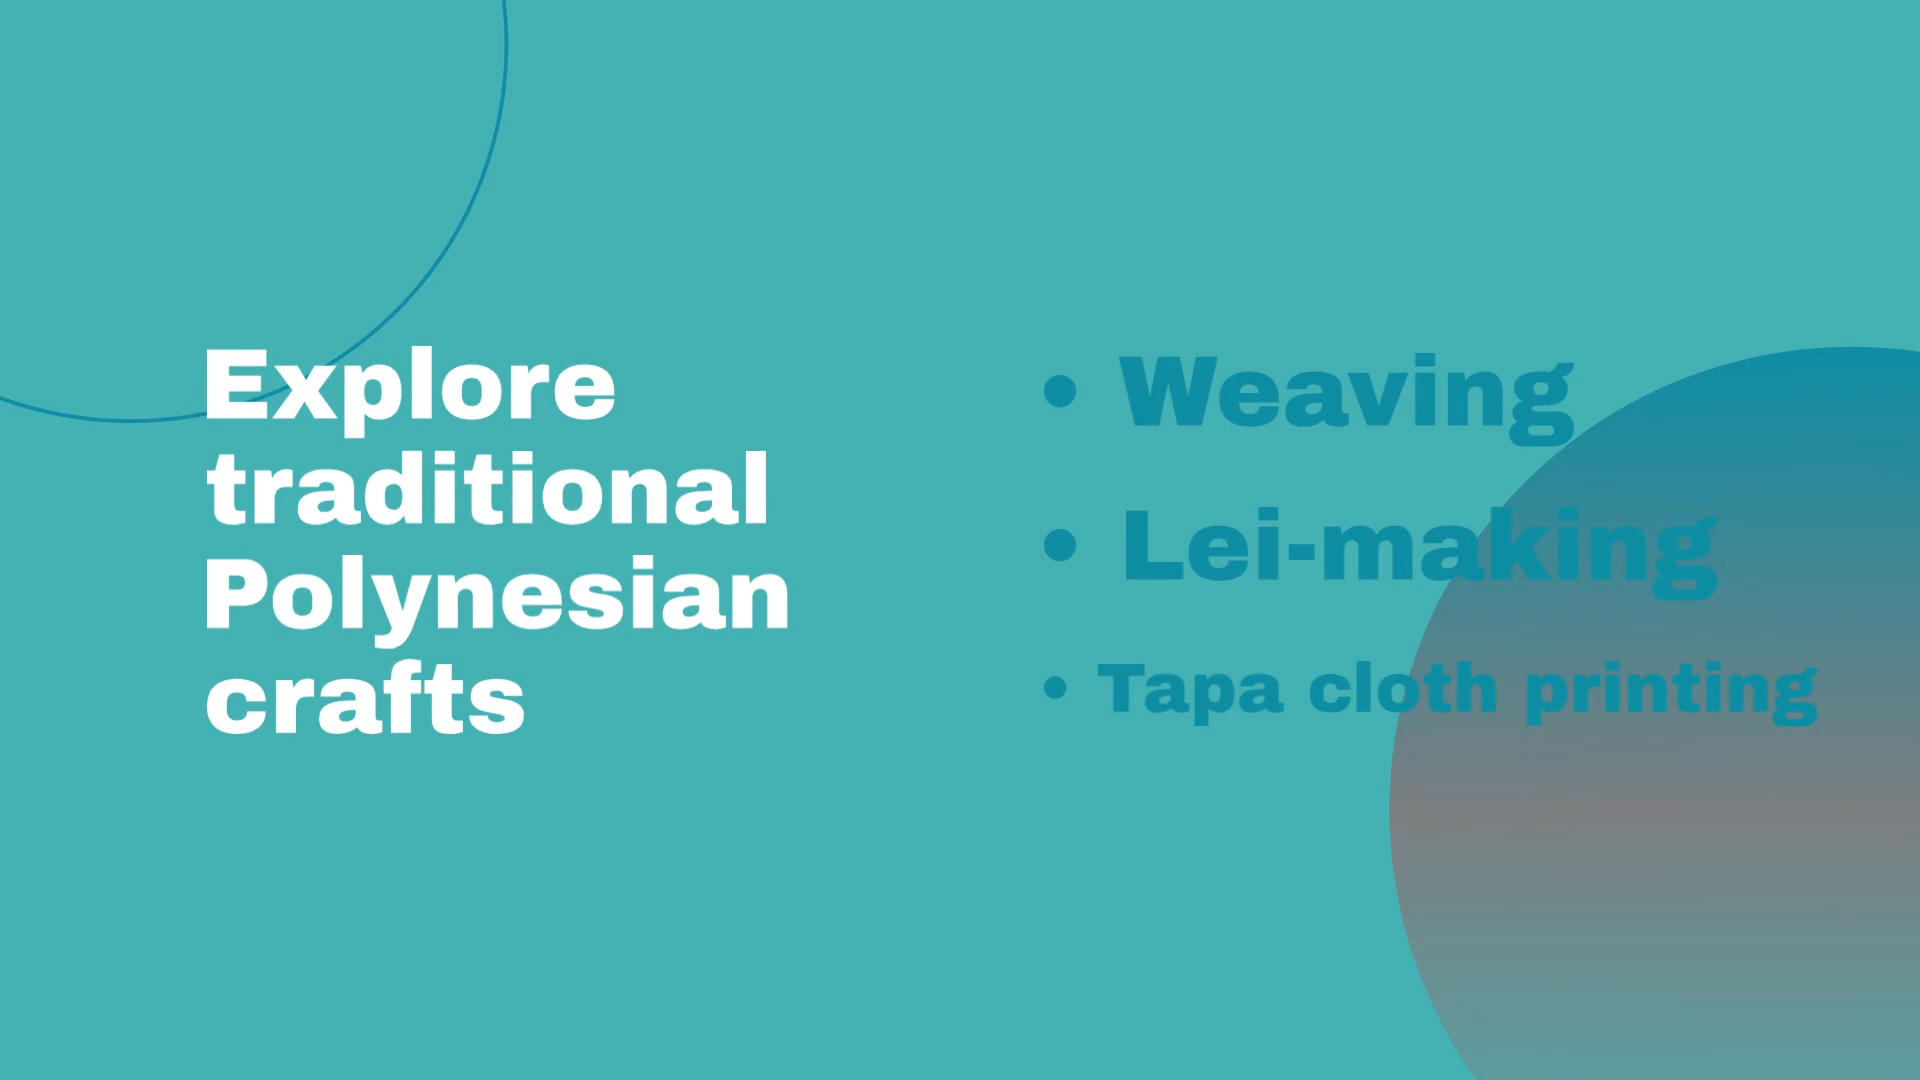 Explore
traditional
Polynesian
crafts
• Weaving
• Lei-making
• Tapa cloth printing